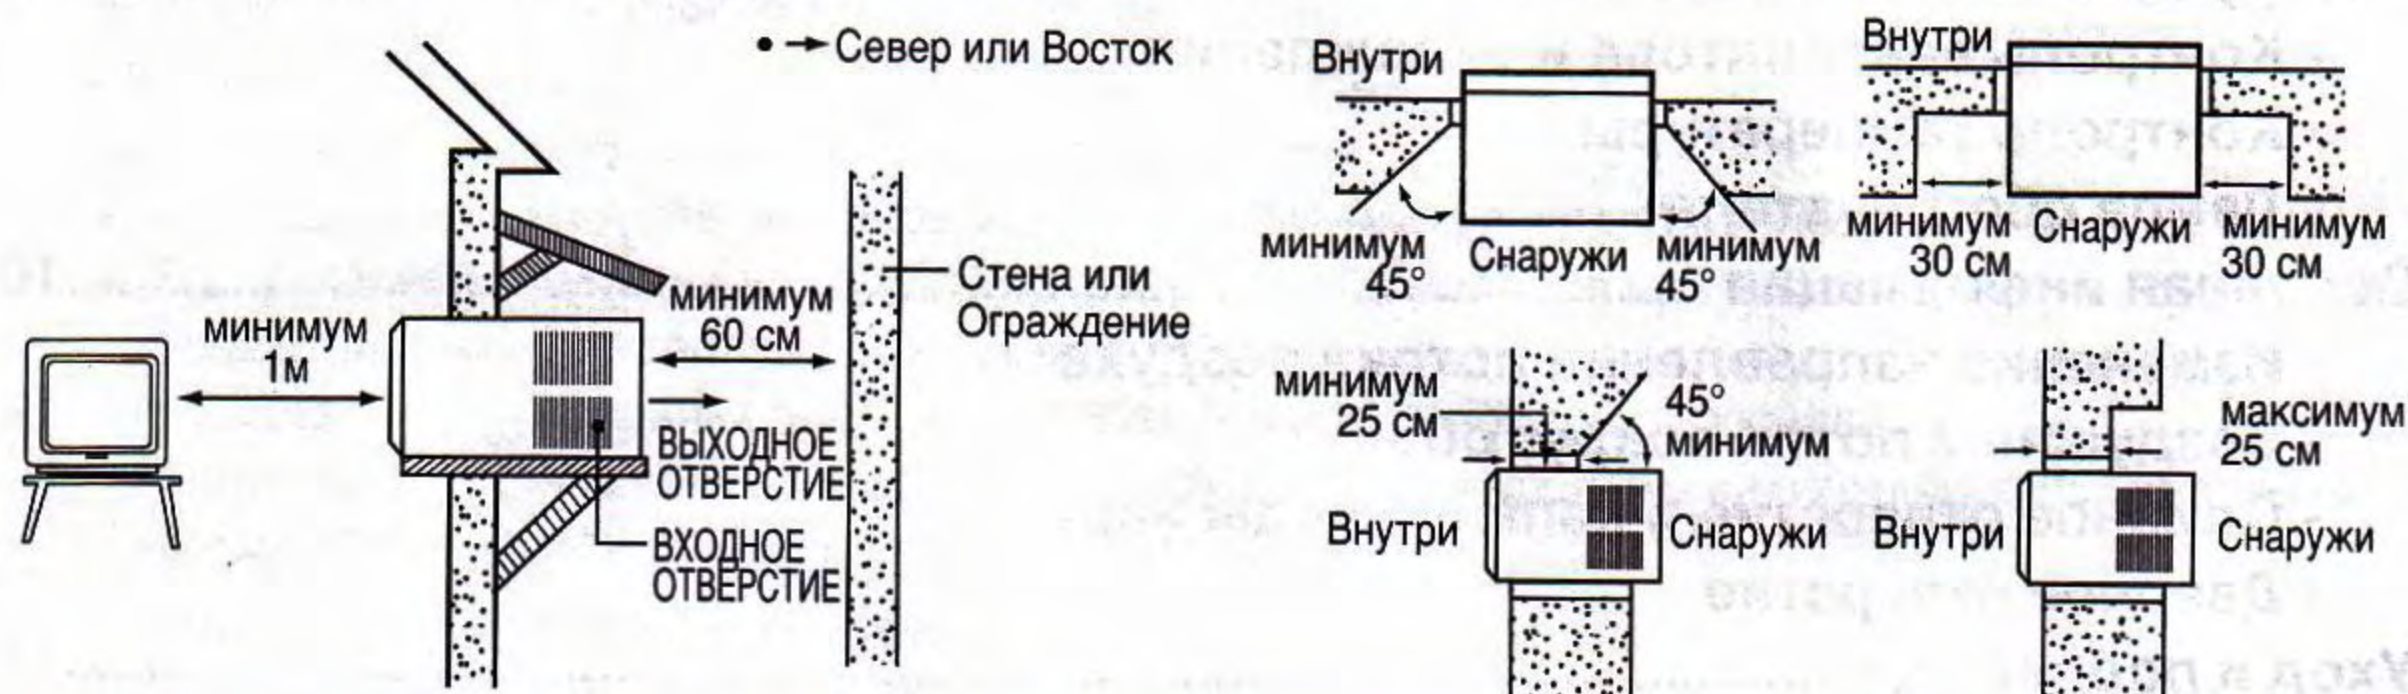 • → Север или Восток
минимум
1м
минимум
60 см
Стена или
Ограждение
ВЫХОДНОЕ
ОТВЕРСТИЕ
ВХОДНОЕ
ОТВЕРСТИЕ
Внутри
минимум
45°
Снаружи
минимум
45°
Внутри
минимум
30 см
Снаружи
минимум
30 см
минимум
25 см
45°
минимум
Внутри
Снаружи
максимум
25 см
Внутри
Снаружи